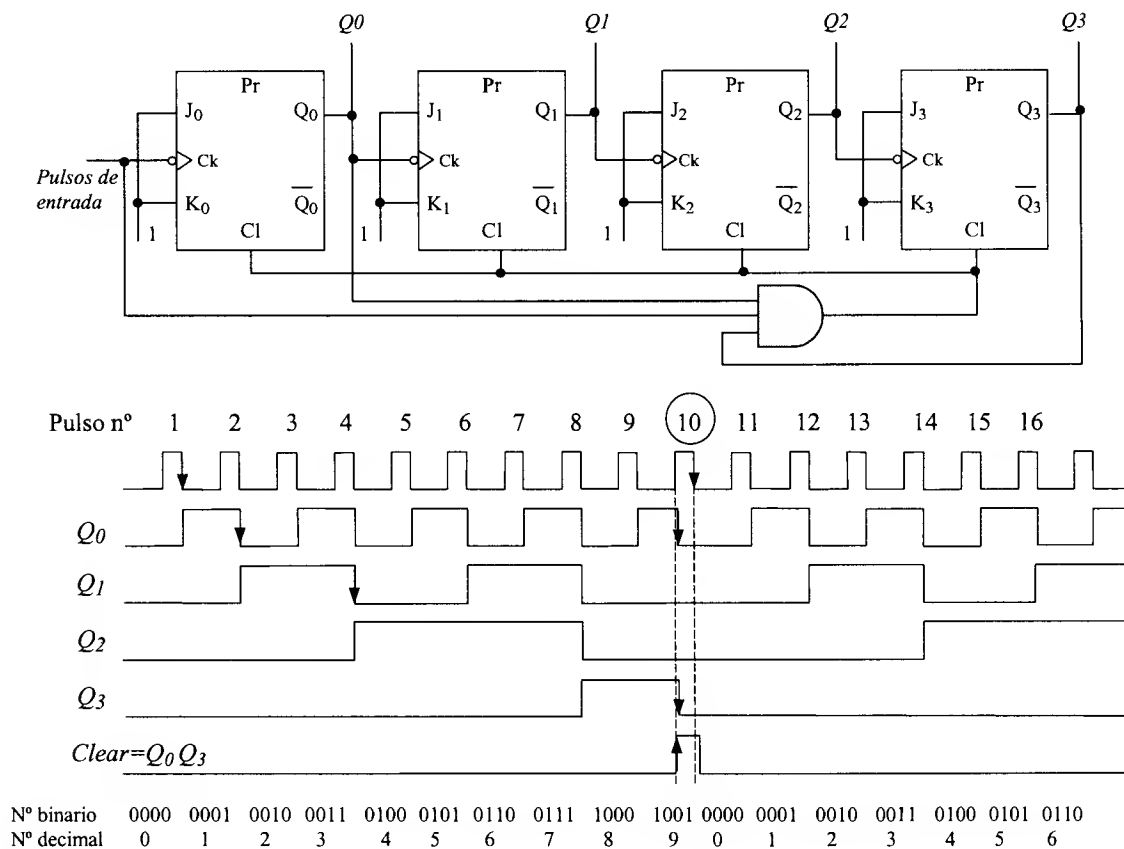 Q0 Q1 Q2 Q3
Pr Pr Pr Pr
J0 Q0 J1 Q1 J2 Q2 J3 Q3
Ck Ck Ck Ck
Pulsos de
entrada
K0 Q0 K1 Q1 K2 Q2 K3 Q3
1 Cl 1 Cl 1 Cl 1 Cl
Pulso nº 1 2 3 4 5 6 7 8 9 10 11 12 13 14 15 16
Q0
Q1
Q2
Q3
Clear=Q0 Q3
Nº binario 0000 0001 0010 0011 0100 0101 0110 0111 1000 1001 0000 0001 0010 0011 0100 0101 0110
Nº decimal 0 1 2 3 4 5 6 7 8 9 0 1 2 3 4 5 6